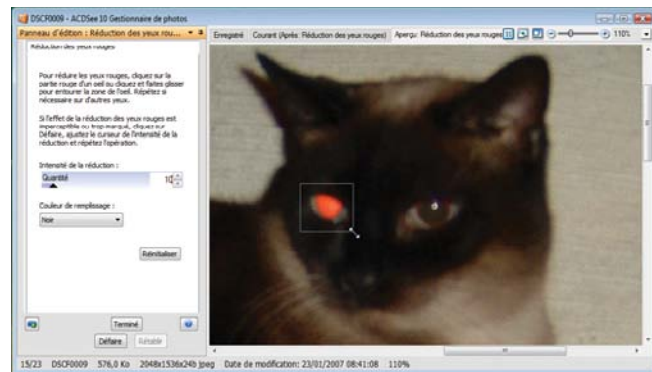 DSCF0009 - ACDSee 10 Gestionnaire de photos
Panneau d'édition : Réduction des yeux rou...
Enregistré
Courant (Après: Réduction des yeux rouges)
Aperçu: Réduction des yeux rouges
110%
Réduction des yeux rouges
Pour réduire les yeux rouges, cliquez sur la
partie rouge d'un oeil ou cliquez et faites glisser
pour entourer la zone de l'oeil. Répétez si
nécessaire sur d'autres yeux.
Si l'effet de la réduction des yeux rouges est
imperceptible ou trop marqué, cliquez sur
Défaire, ajustez le curseur de l'intensité de la
réduction et répétez l'opération.
Intensité de la réduction :
Quantité
Couleur de remplissage :
Noir
Réinitialiser
Terminé
Défaire
Rétablir
15/23 DSCF0009 576,0 Ko 2048x1536x24b jpeg Date de modification: 23/01/2007 08:41:08 110%